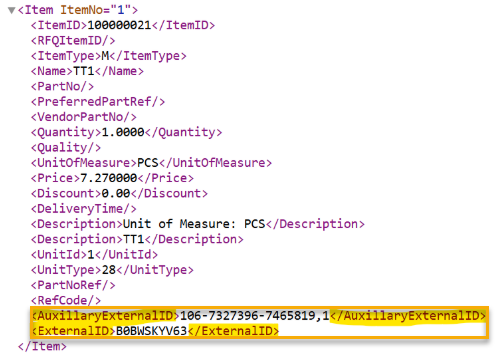 <Item ItemNo="1">
<ItemID>100000021</ItemID>
<RFQItemID/>
<ItemType>M</ItemType>
<Name>TT1</Name>
<PartNo/>
<PreferredPartRef/>
<VendorPartNo/>
<Quantity>1.0000</Quantity>
<Quality/>
<UnitOfMeasure>PCS</UnitOfMeasure>
<Price>7.270000</Price>
<Discount>0.00</Discount>
<DeliveryTime/>
<Description>Unit of Measure: PCS</Description>
<Description>TT1</Description>
<UnitId>1</UnitId>
<UnitType>28</UnitType>
<PartNoRef/>
<RefCode/>
<AuxillaryExternalID>106-7327396-7465819,1</AuxillaryExternalID>
<ExternalID>B0BWSKYV63</ExternalID>
</Item>